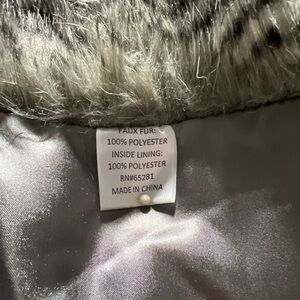 FAUX FUR:
100% POLYESTER
INSIDE LINING:
100% POLYESTER
RN#65281
MADE IN CHINA